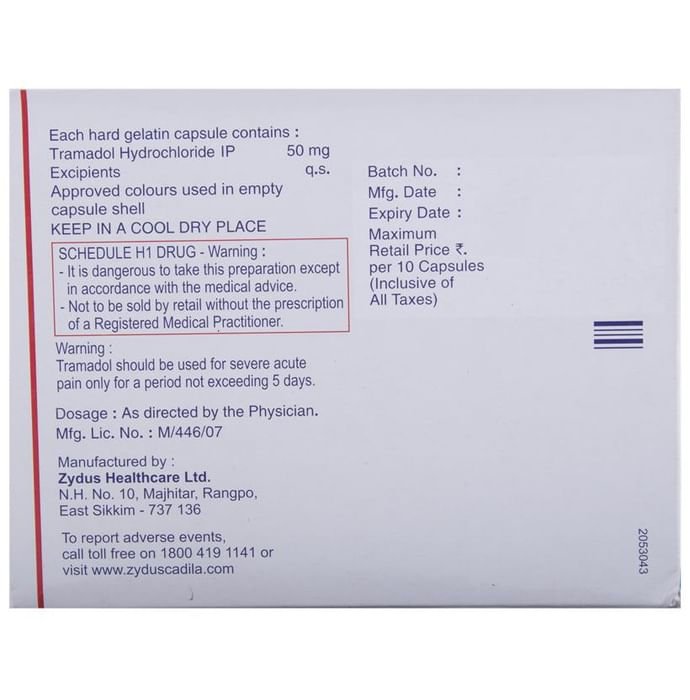 Each hard gelatin capsule contains :
Tramadol Hydrochloride IP 50 mg
Excipients q.s.
Approved colours used in empty
capsule shell
KEEP IN A COOL DRY PLACE
SCHEDULE H1 DRUG - Warning :
- It is dangerous to take this preparation except
in accordance with the medical advice.
- Not to be sold by retail without the prescription
of a Registered Medical Practitioner.
Warning :
Tramadol should be used for severe acute
pain only for a period not exceeding 5 days.
Dosage : As directed by the Physician.
Mfg. Lic. No. : M/446/07
Manufactured by :
Zydus Healthcare Ltd.
N.H. No. 10, Majhitar, Rangpo,
East Sikkim - 737 136
To report adverse events,
call toll free on 1800 419 1141 or
visit www.zyduscadila.com
Batch No. :
Mfg. Date :
Expiry Date :
Maximum
Retail Price ₹.
per 10 Capsules
(Inclusive of
All Taxes)
2053043